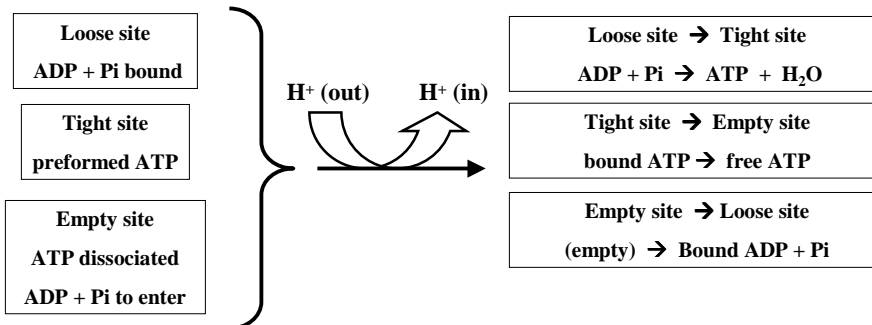 Loose site
ADP + Pi bound
Tight site
preformed ATP
Empty site
ATP dissociated
ADP + Pi to enter
H⁺ (out) H⁺ (in)
Loose site → Tight site
ADP + Pi → ATP + H₂O
Tight site → Empty site
bound ATP → free ATP
Empty site → Loose site
(empty) → Bound ADP + Pi